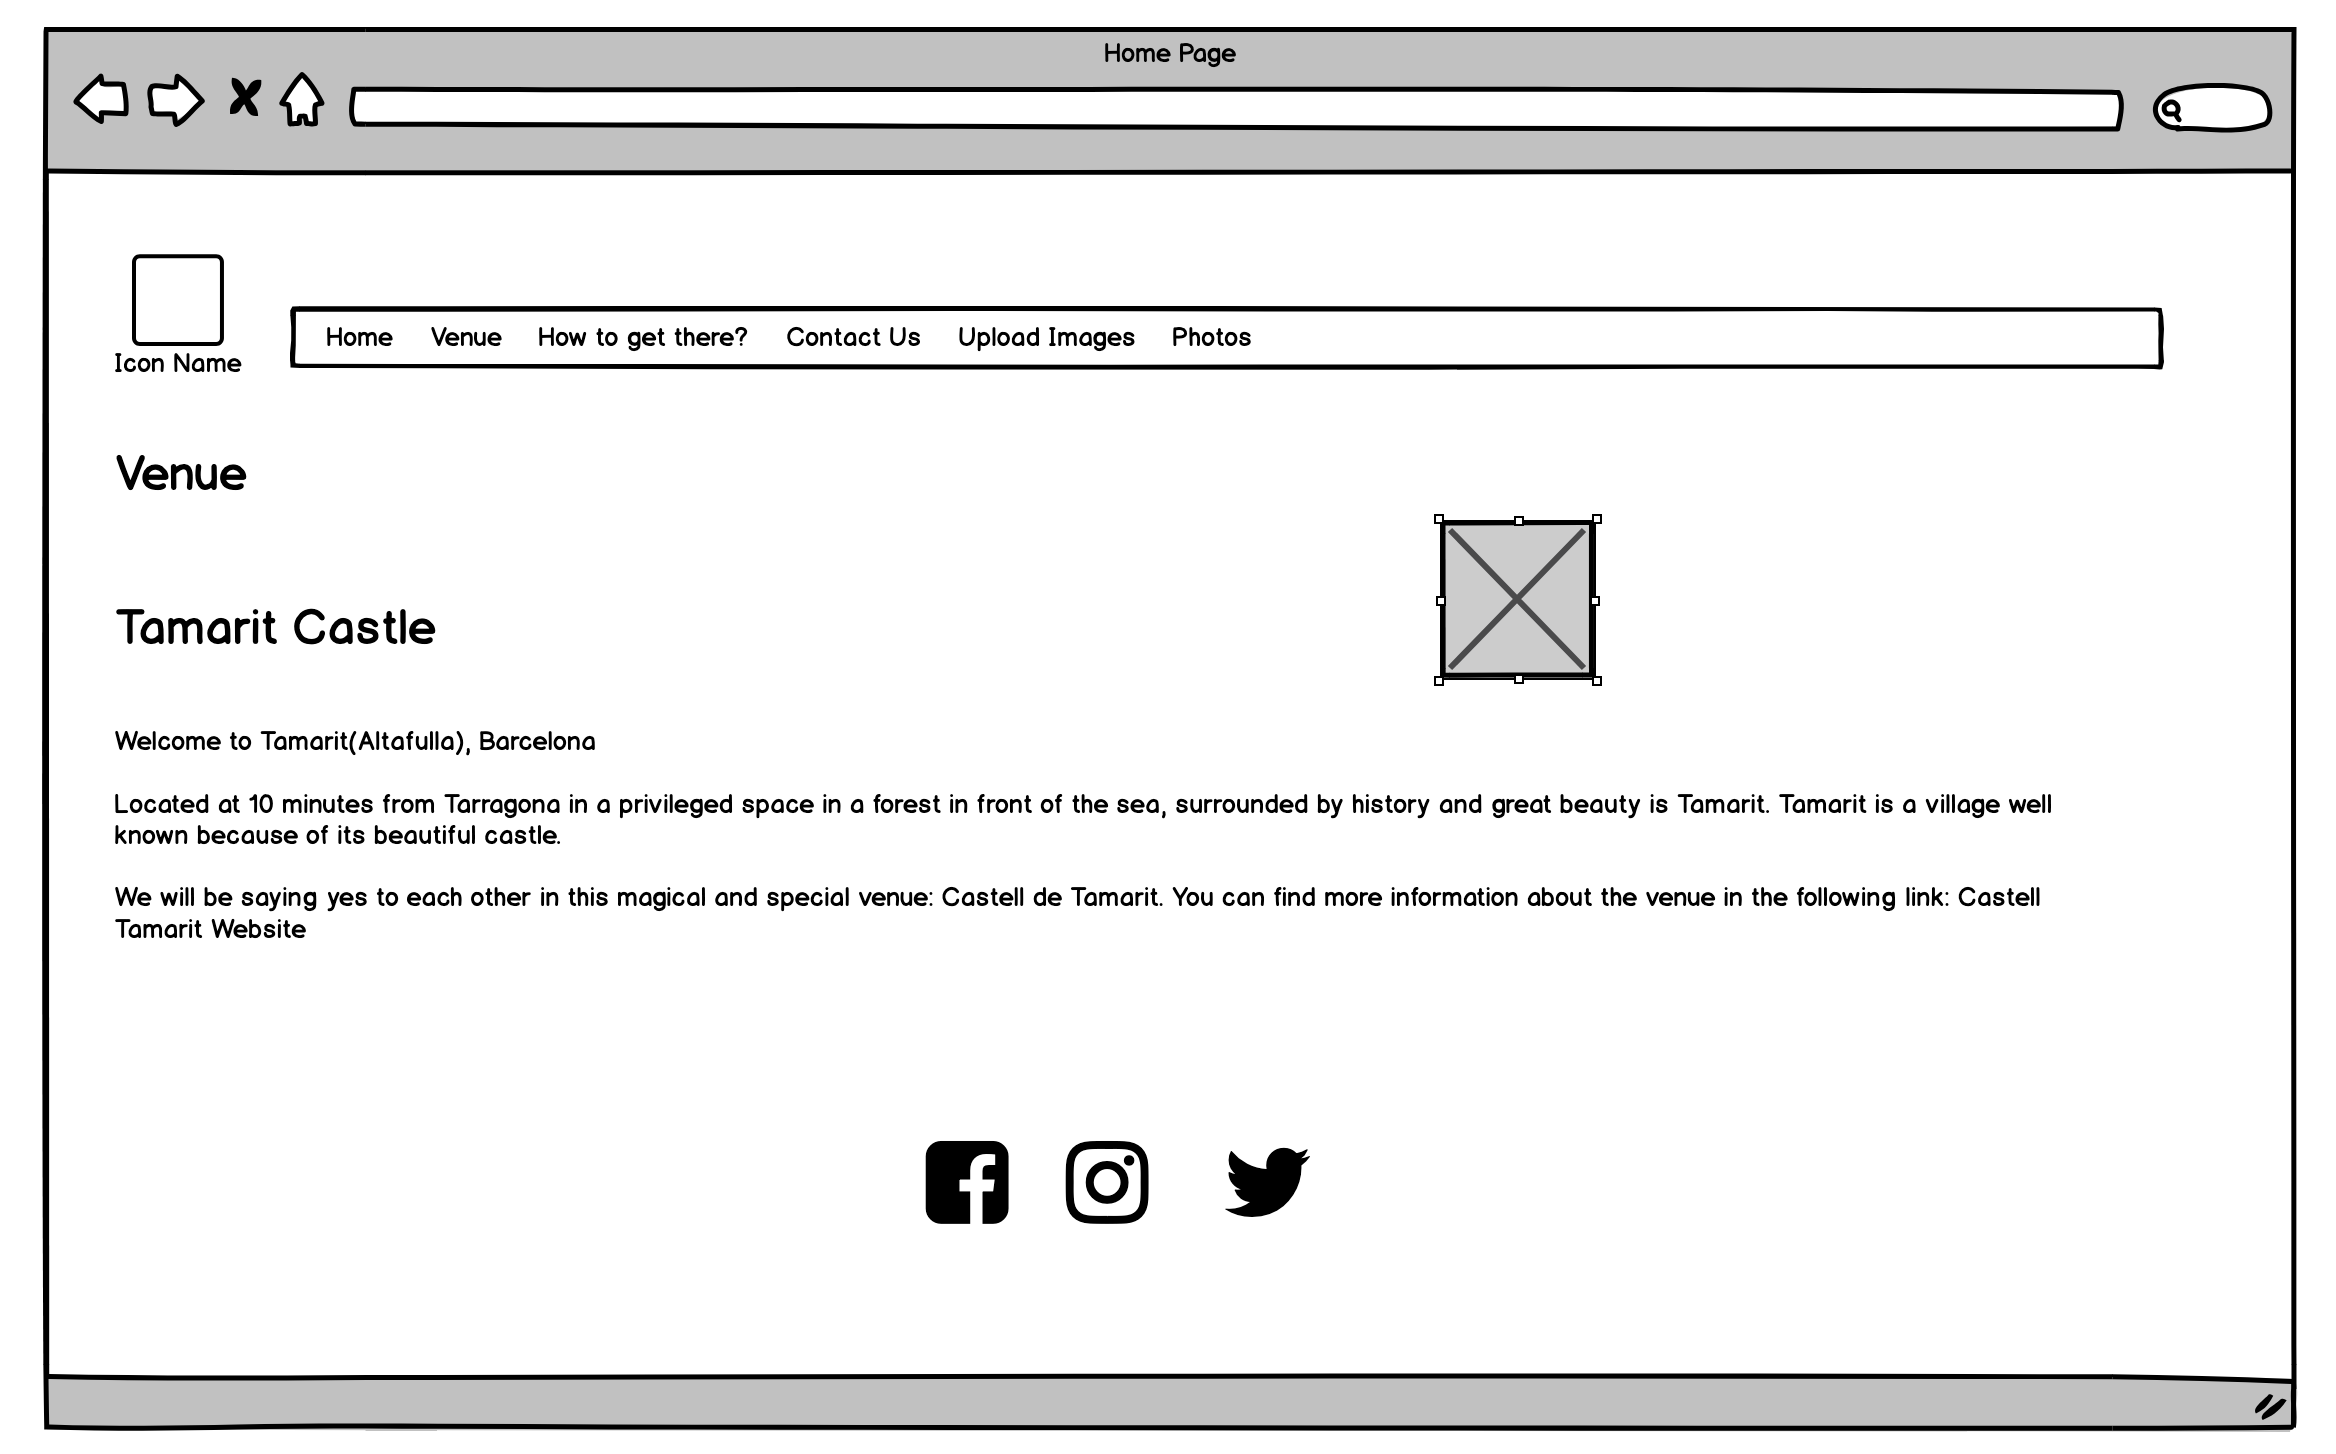 Home Page
Icon Name
Home Venue How to get there? Contact Us Upload Images Photos
Venue
Tamarit Castle
Welcome to Tamarit(Altafulla), Barcelona
Located at 10 minutes from Tarragona in a privileged space in a forest in front of the sea, surrounded by history and great beauty is Tamarit. Tamarit is a village well
known because of its beautiful castle.
We will be saying yes to each other in this magical and special venue: Castell de Tamarit. You can find more information about the venue in the following link: Castell
Tamarit Website